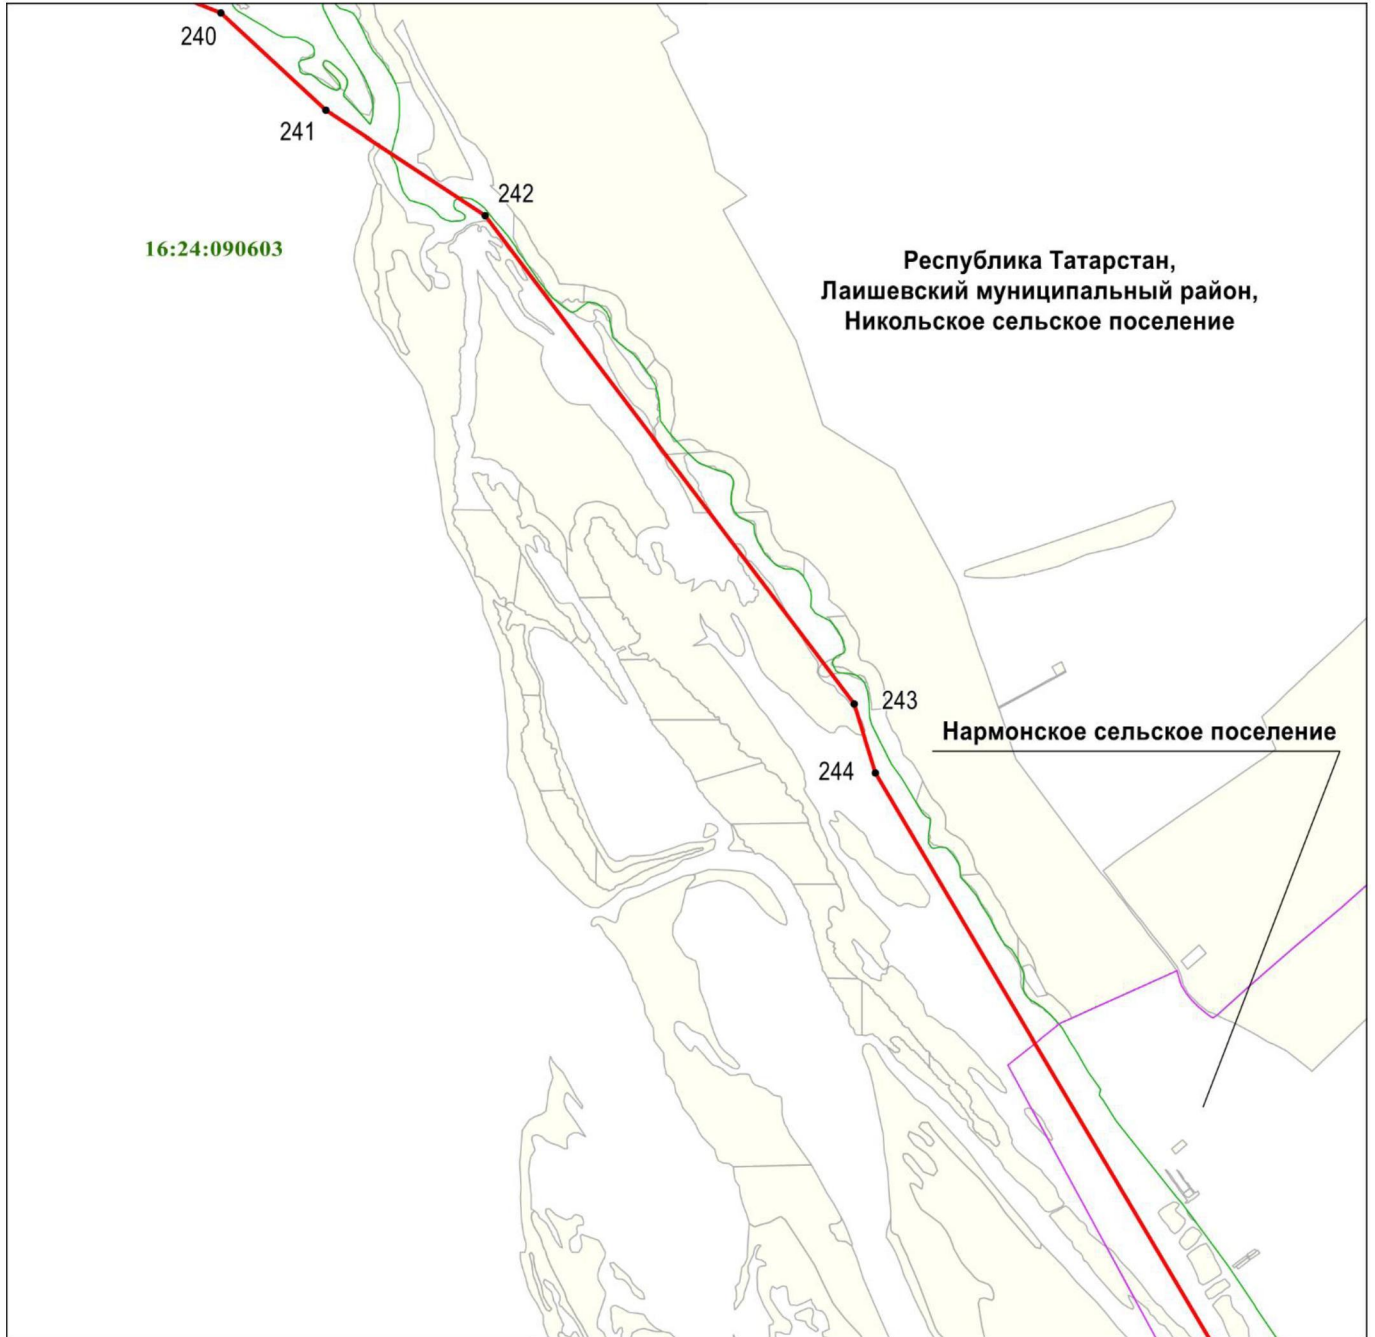 240
241
242
16:24:090603
Республика Татарстан,
Лаишевский муниципальный район,
Никольское сельское поселение
243
Нармонское сельское поселение
244